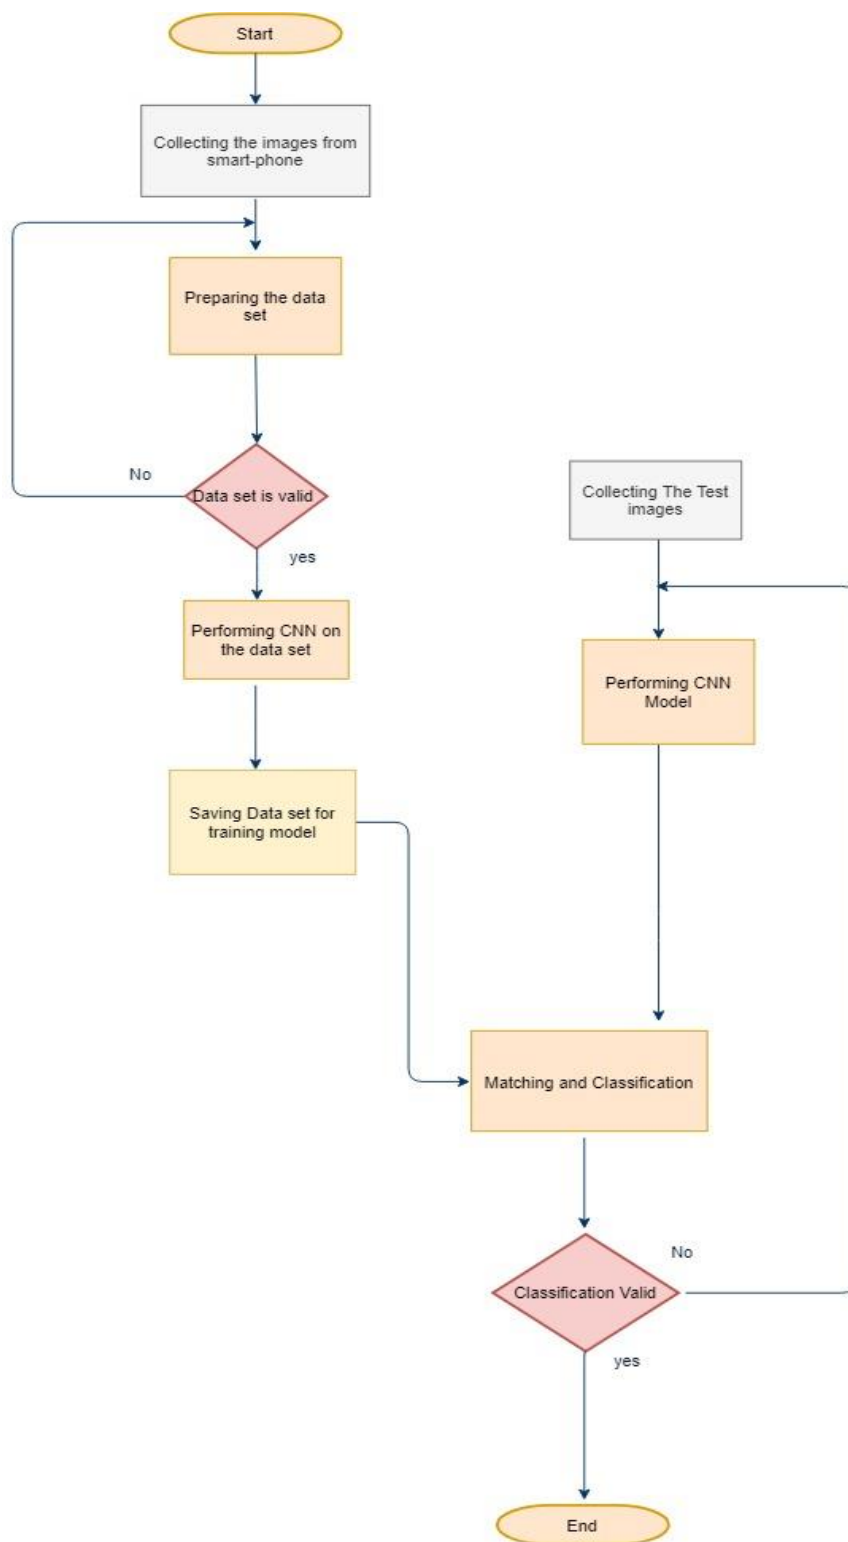 Start
Collecting the images from
smart-phone
Preparing the data
set
No
Data set is valid
yes
Performing CNN on
the data set
Saving Data set for
training model
Collecting The Test
images
Performing CNN
Model
Matching and Classification
No
Classification Valid
yes
End